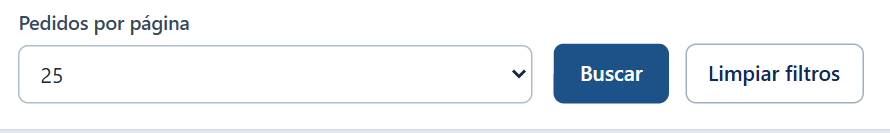 Pedidos por página
25 Buscar Limpiar filtros